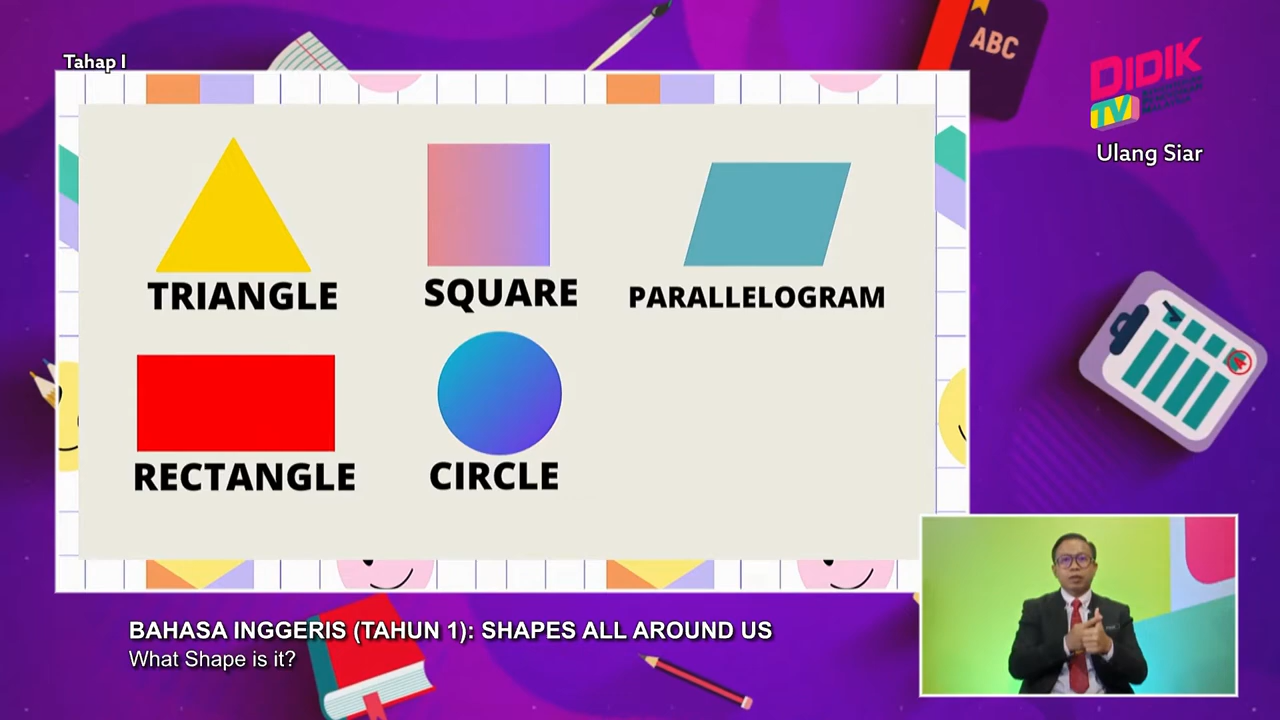 Tahap I
ABC
DIDIK
TV
Ulang Siar
TRIANGLE
SQUARE
PARALLELOGRAM
RECTANGLE
CIRCLE
BAHASA INGGERIS (TAHUN 1): SHAPES ALL AROUND US
What Shape is it?